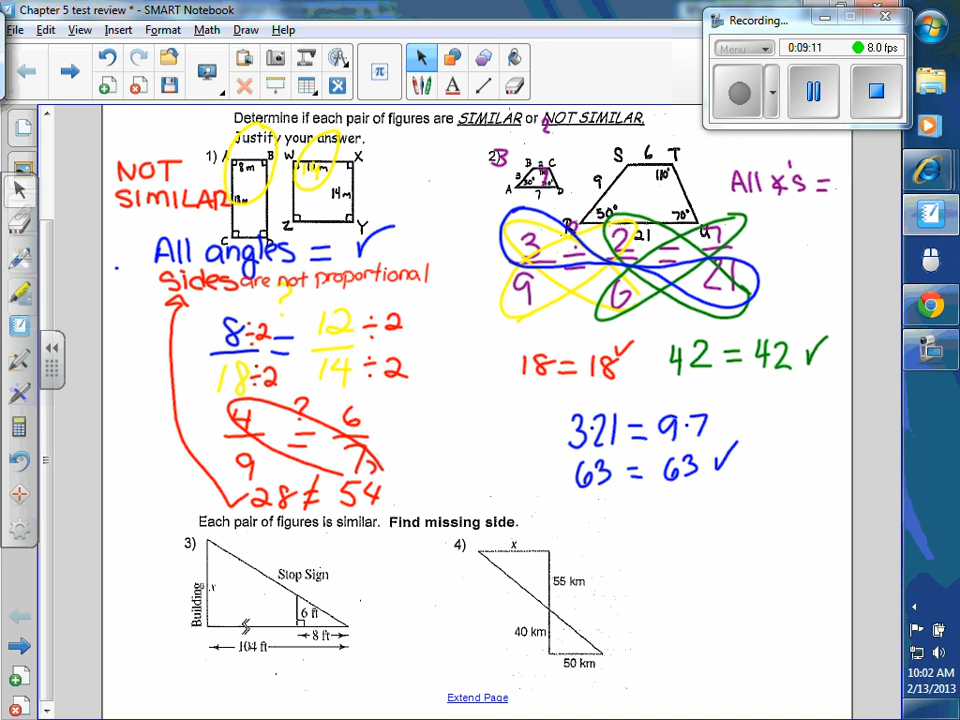 Chapter 5 test review * - SMART Notebook
File Edit View Insert Format Math Draw Help
Recording...
Menu 0:09:11 8.0 fps
Determine if each pair of figures are SIMILAR or NOT SIMILAR.
Justify your answer.
1) A B W X
8 m
14 m
Z Y
C
NOT
SIMILAR
All angles = ✓
sides are not proportional
?
8÷2 = 12 ÷2
18÷2 14 ÷2
4 ? 6
9 = 7
28 ≠ 54
2) B C
A D
3
7
S 6 T
9 110°
50° 70°
21
All ∠'s =
3 = 2 = 7
9 6 21
18 = 18 ✓
42 = 42 ✓
3·21 = 9·7
63 = 63 ✓
Each pair of figures is similar. Find missing side.
3)
Stop Sign
Building
x
6 ft
8 ft
104 ft
4)
x
55 km
40 km
50 km
Extend Page
10:02 AM
2/13/2013